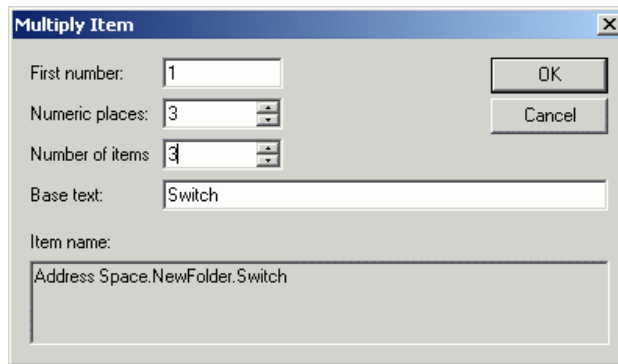 Multiply Item
First number: 1
OK
Numeric places: 3
Cancel
Number of items 3
Base text: Switch
Item name:
Address Space.NewFolder.Switch